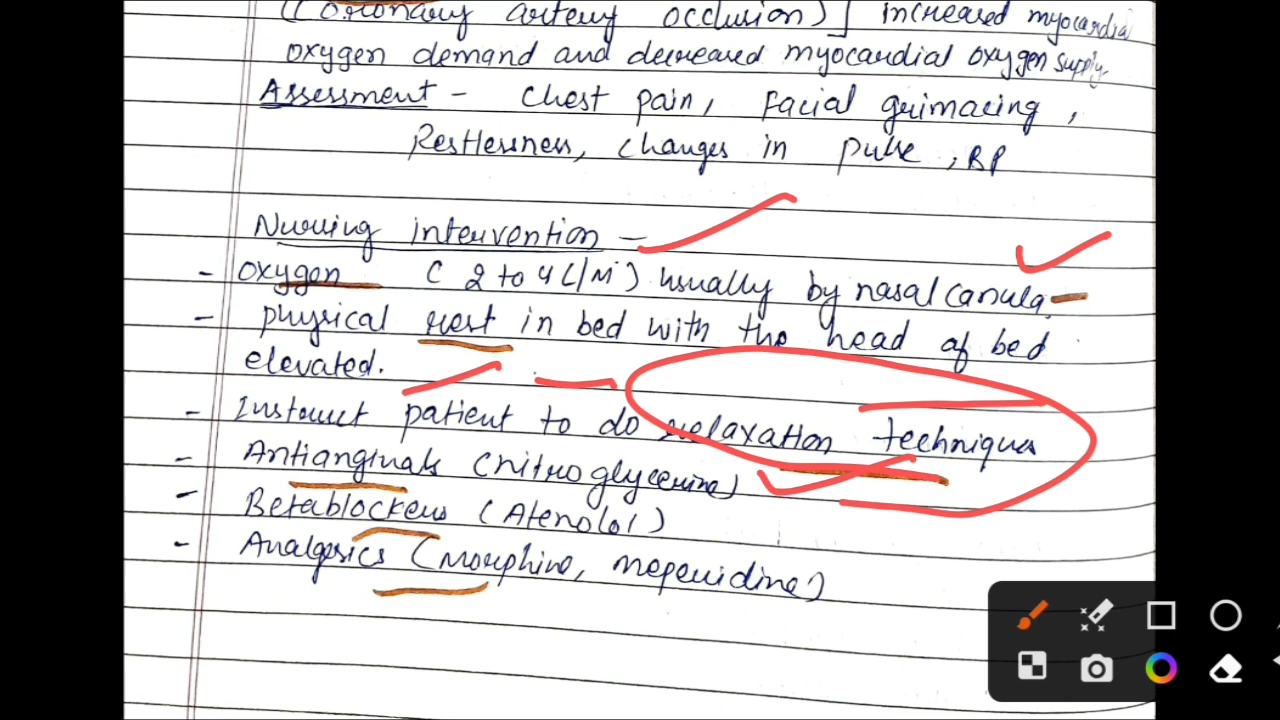 (Coronary artery occlusion)] increased myocardial
oxygen demand and decreased myocardial oxygen supply.
Assessment - Chest pain, Facial grimacing,
Restlessness, Changes in pulse, BP
Nursing intervention -
- oxygen (2 to 4 L/M) usually by nasal canula.
- physical rest in bed with the head of bed
elevated.
- Instruct patient to do relaxation techniques
- Antianginals (nitroglycerine)
- Betablockers (Atenolol)
- Analgesics (Morphine, meperidine)